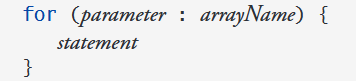 for (parameter : arrayName) {
statement
}